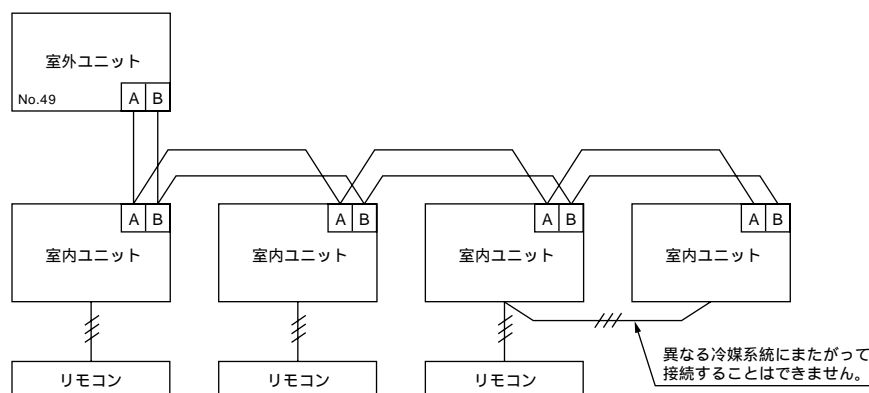 室外ユニット
No.49
A B
A B
A B
A B
A B
室内ユニット
室内ユニット
室内ユニット
室内ユニット
異なる冷媒系統にまたがって
接続することはできません。
リモコン
リモコン
リモコン